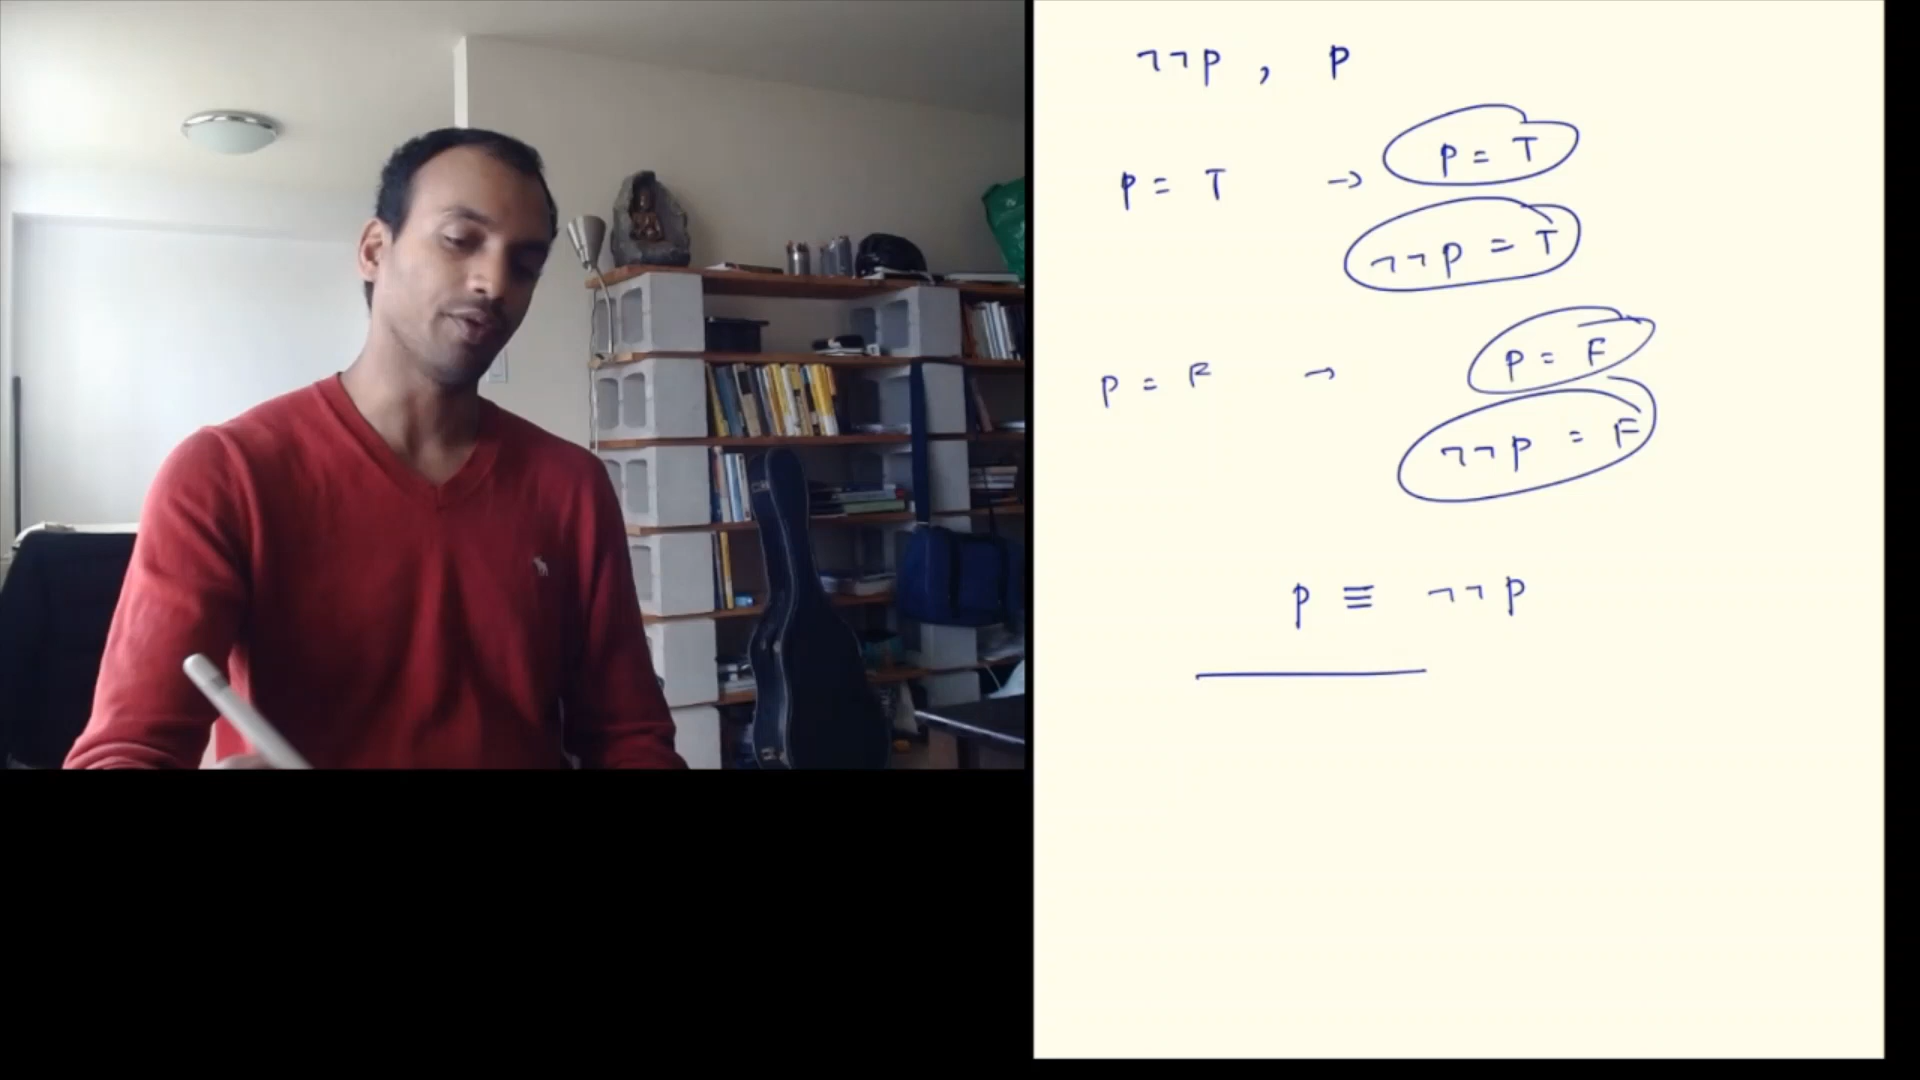 ¬¬p , p
p = T → p = T
¬¬p = T
p = F → p = F
¬¬p = F
p ≡ ¬¬p